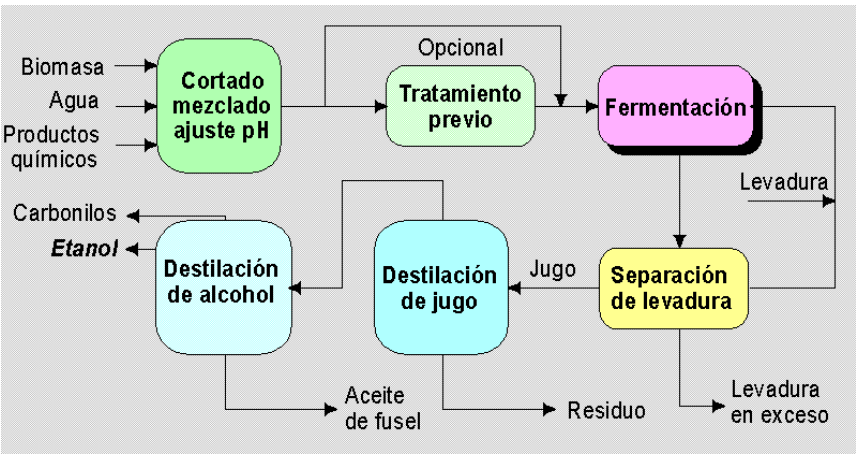 Biomasa
Agua
Productos
químicos
Cortado
mezclado
ajuste pH
Opcional
Tratamiento
previo
Fermentación
Levadura
Carbonilos
Etanol
Destilación
de alcohol
Destilación
de jugo
Jugo
Separación
de levadura
Aceite
de fusel
Residuo
Levadura
en exceso